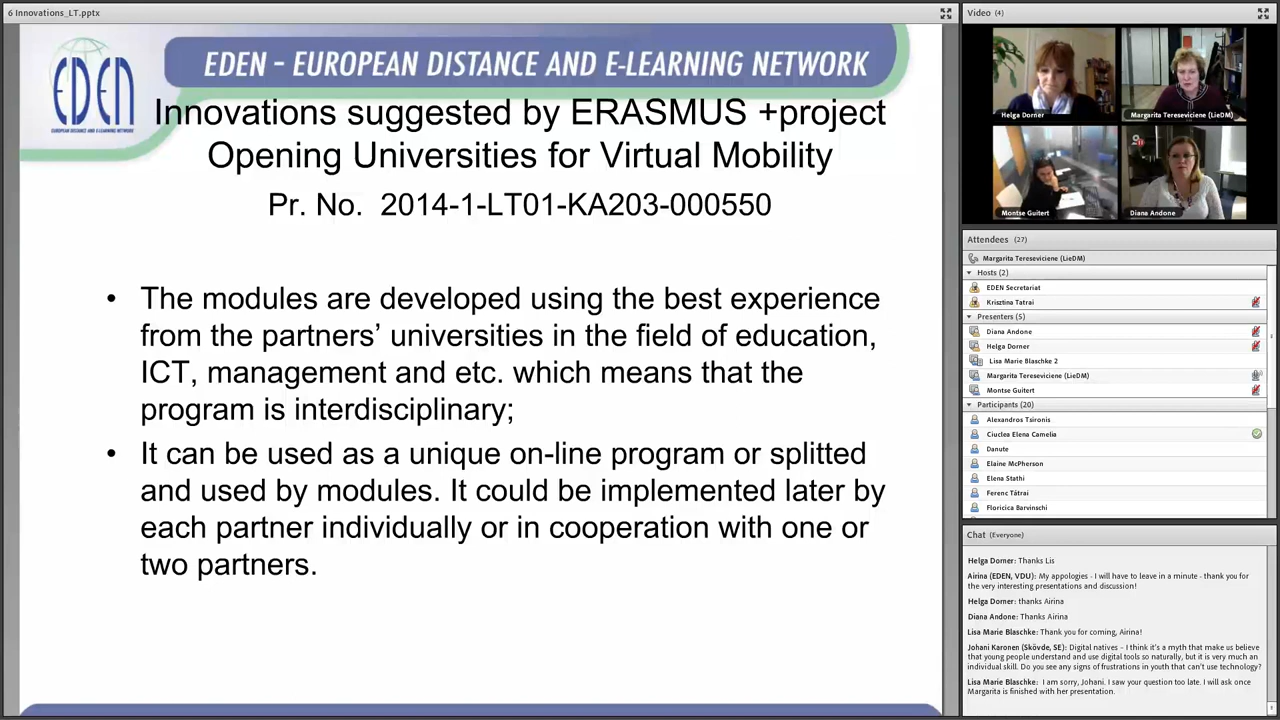 6 Innovations_LT.pptx
EDEN
EUROPEAN DISTANCE AND E-LEARNING NETWORK
EDEN – EUROPEAN DISTANCE AND E-LEARNING NETWORK
Innovations suggested by ERASMUS +project
Opening Universities for Virtual Mobility
Pr. No. 2014-1-LT01-KA203-000550
• The modules are developed using the best experience
from the partners’ universities in the field of education,
ICT, management and etc. which means that the
program is interdisciplinary;
• It can be used as a unique on-line program or splitted
and used by modules. It could be implemented later by
each partner individually or in cooperation with one or
two partners.
Video (4)
Helga Dorner
Margarita Tereseviciene (LieDM)
Montse Guitert
Diana Andone
Attendees (27)
Margarita Tereseviciene (LieDM)
Hosts (2)
EDEN Secretariat
Krisztina Tatrai
Presenters (5)
Diana Andone
Helga Dorner
Lisa Marie Blaschke 2
Margarita Tereseviciene (LieDM)
Montse Guitert
Participants (20)
Alexandros Tsironis
Ciuclea Elena Camelia
Danute
Elaine McPherson
Elena Stathi
Ferenc Tátrai
Floricica Barvinschi
Chat (Everyone)
Helga Dorner: Thanks Lis
Airina (EDEN, VDU): My appologies - I will have to leave in a minute - thank you for
the very interesting presentations and discussion!
Helga Dorner: thanks Airina
Diana Andone: Thanks Airina
Lisa Marie Blaschke: Thank you for coming, Airina!
Johani Karonen (Skövde, SE): Digital natives – I think it's a myth that make us believe
that young people understand and use digital tools so naturally, but it is very much an
individual skill. Do you see any signs of frustrations in youth that can't use technology?
Lisa Marie Blaschke: I am sorry, Johani. I saw your question too late. I will ask once
Margarita is finished with her presentation.